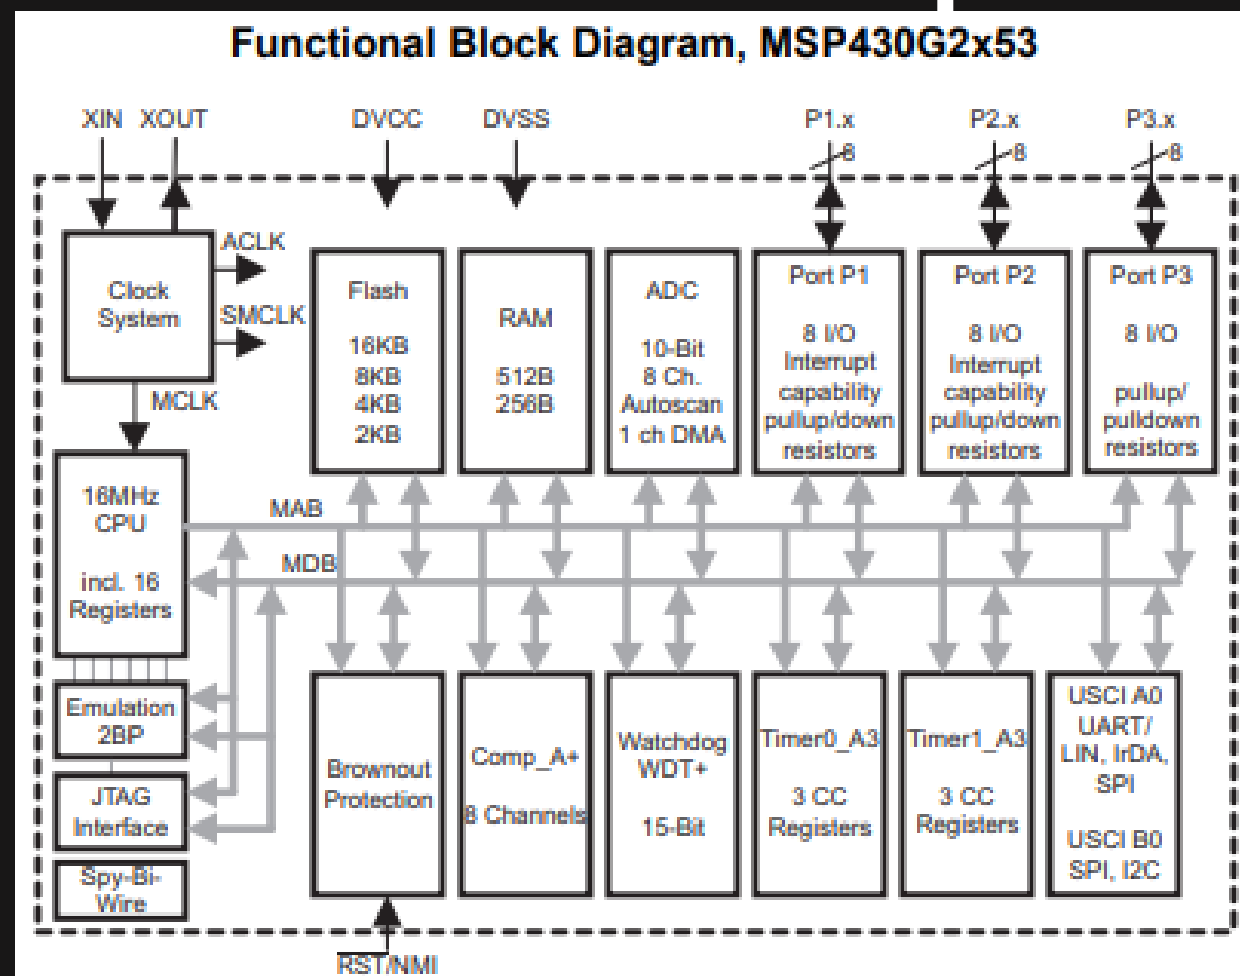 Functional Block Diagram, MSP430G2x53
XIN XOUT DVCC DVSS P1.x P2.x P3.x
8 8 8
Clock
System
ACLK
SMCLK
MCLK
Flash
16KB
8KB
4KB
2KB
RAM
512B
256B
ADC
10-Bit
8 Ch.
Autoscan
1 ch DMA
Port P1
8 I/O
Interrupt
capability
pullup/down
resistors
Port P2
8 I/O
Interrupt
capability
pullup/down
resistors
Port P3
8 I/O
pullup/
pulldown
resistors
16MHz
CPU
incl. 16
Registers
MAB
MDB
Emulation
2BP
JTAG
Interface
Spy-Bi-
Wire
Brownout
Protection
Comp_A+
8 Channels
Watchdog
WDT+
15-Bit
Timer0_A3
3 CC
Registers
Timer1_A3
3 CC
Registers
USCI A0
UART/
LIN, IrDA,
SPI
USCI B0
SPI, I2C
RST/NMI